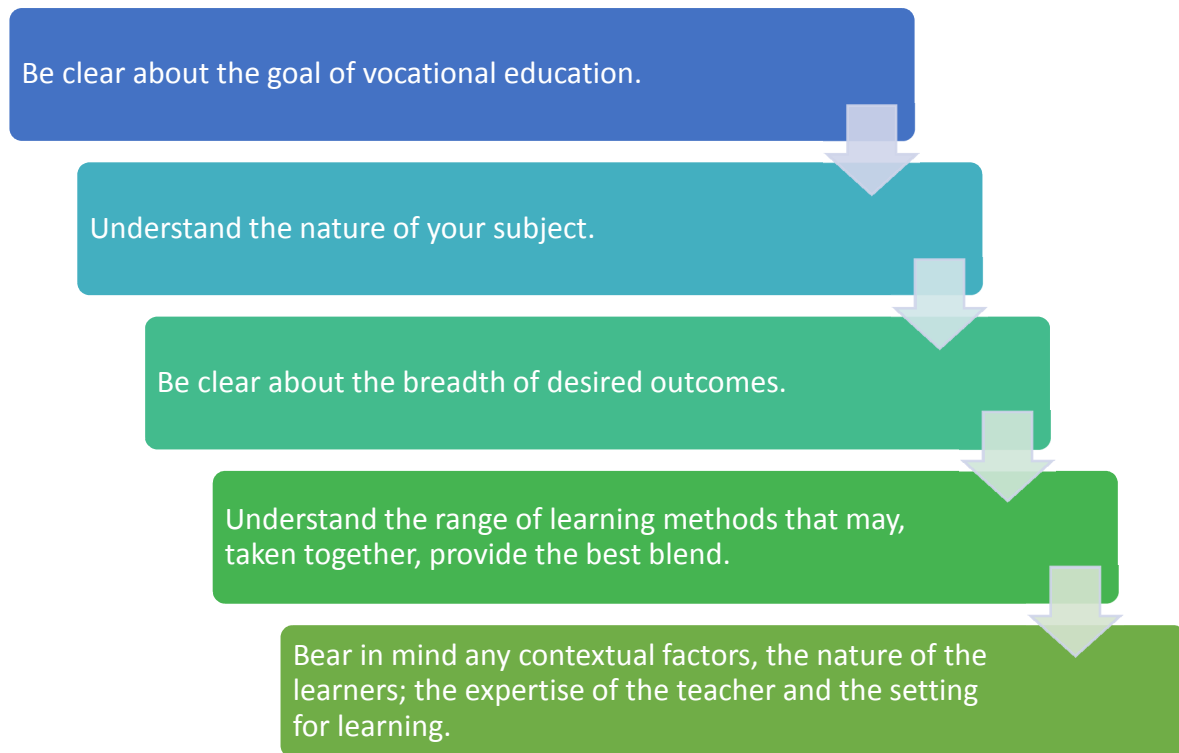 Be clear about the goal of vocational education.
Understand the nature of your subject.
Be clear about the breadth of desired outcomes.
Understand the range of learning methods that may,
taken together, provide the best blend.
Bear in mind any contextual factors, the nature of the
learners; the expertise of the teacher and the setting
for learning.